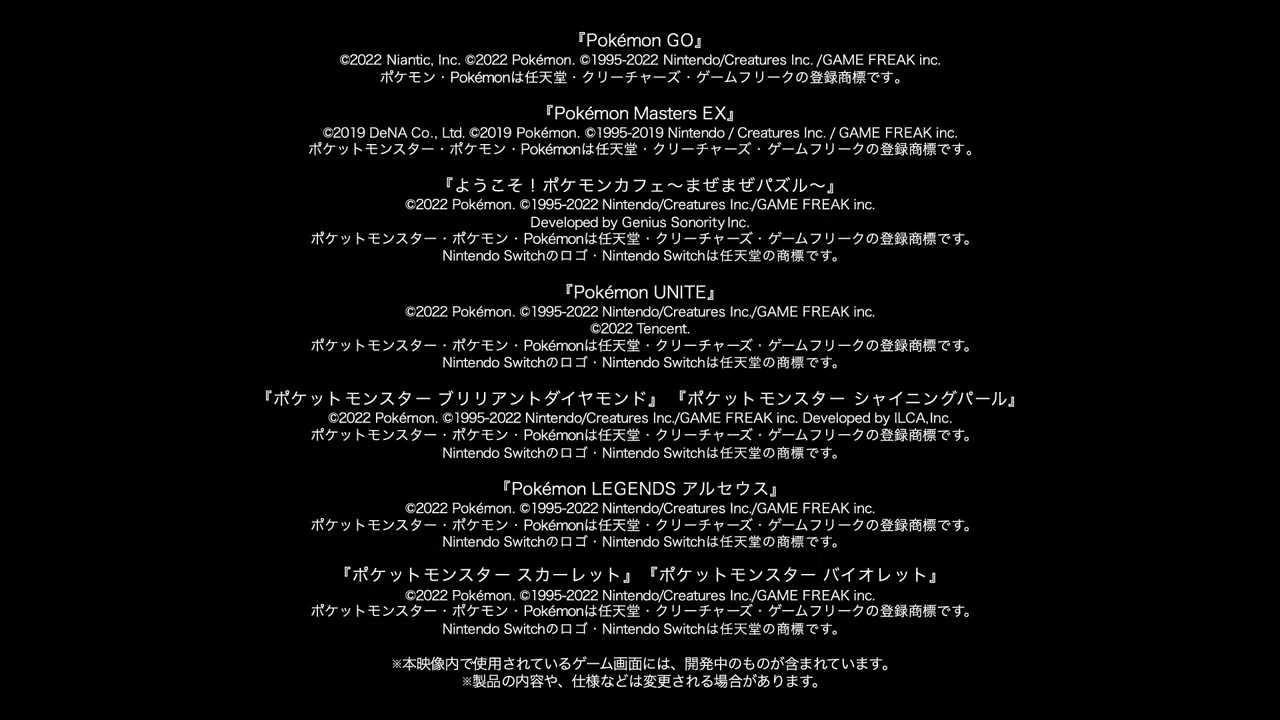 『Pokémon GO』
©2022 Niantic, Inc. ©2022 Pokémon. ©1995-2022 Nintendo/Creatures Inc. /GAME FREAK inc.
ポケモン・Pokémonは任天堂・クリーチャーズ・ゲームフリークの登録商標です。
『Pokémon Masters EX』
©2019 DeNA Co., Ltd. ©2019 Pokémon. ©1995-2019 Nintendo / Creatures Inc. / GAME FREAK inc.
ポケットモンスター・ポケモン・Pokémonは任天堂・クリーチャーズ・ゲームフリークの登録商標です。
『ようこそ！ポケモンカフェ～まぜまぜパズル～』
©2022 Pokémon. ©1995-2022 Nintendo/Creatures Inc./GAME FREAK inc.
Developed by Genius Sonority Inc.
ポケットモンスター・ポケモン・Pokémonは任天堂・クリーチャーズ・ゲームフリークの登録商標です。
Nintendo Switchのロゴ・Nintendo Switchは任天堂の商標です。
『Pokémon UNITE』
©2022 Pokémon. ©1995-2022 Nintendo/Creatures Inc./GAME FREAK inc.
©2022 Tencent.
ポケットモンスター・ポケモン・Pokémonは任天堂・クリーチャーズ・ゲームフリークの登録商標です。
Nintendo Switchのロゴ・Nintendo Switchは任天堂の商標です。
『ポケットモンスター ブリリアントダイヤモンド』 『ポケットモンスター シャイニングパール』
©2022 Pokémon. ©1995-2022 Nintendo/Creatures Inc./GAME FREAK inc. Developed by ILCA,Inc.
ポケットモンスター・ポケモン・Pokémonは任天堂・クリーチャーズ・ゲームフリークの登録商標です。
Nintendo Switchのロゴ・Nintendo Switchは任天堂の商標です。
『Pokémon LEGENDS アルセウス』
©2022 Pokémon. ©1995-2022 Nintendo/Creatures Inc./GAME FREAK inc.
ポケットモンスター・ポケモン・Pokémonは任天堂・クリーチャーズ・ゲームフリークの登録商標です。
Nintendo Switchのロゴ・Nintendo Switchは任天堂の商標です。
『ポケットモンスター スカーレット』 『ポケットモンスター バイオレット』
©2022 Pokémon. ©1995-2022 Nintendo/Creatures Inc./GAME FREAK inc.
ポケットモンスター・ポケモン・Pokémonは任天堂・クリーチャーズ・ゲームフリークの登録商標です。
Nintendo Switchのロゴ・Nintendo Switchは任天堂の商標です。
※本映像内で使用されているゲーム画面には、開発中のものが含まれています。
※製品の内容や、仕様などは変更される場合があります。